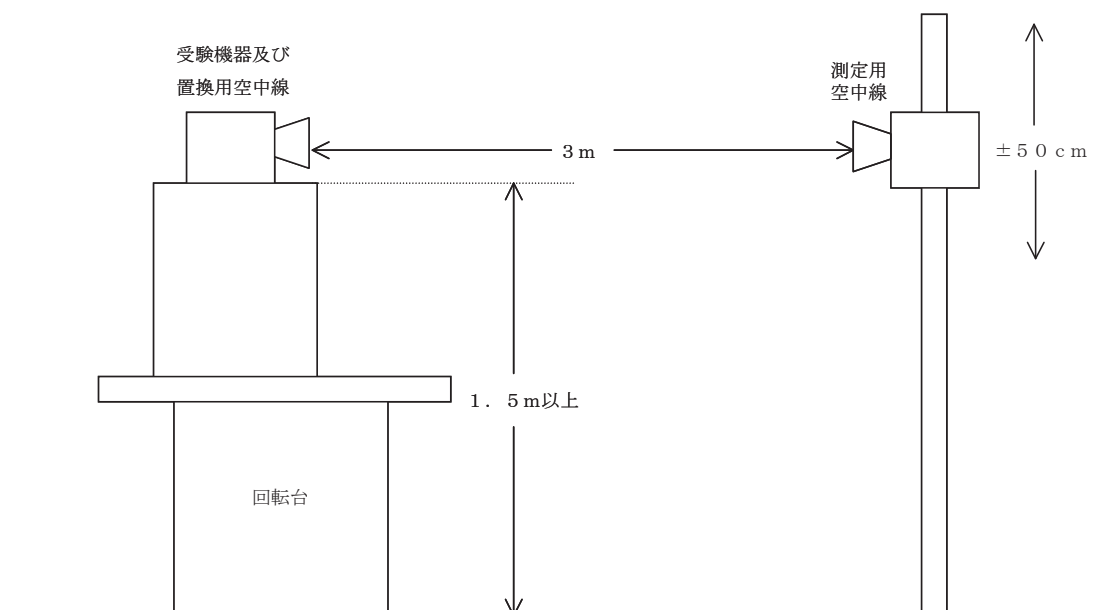 受験機器及び
置換用空中線
測定用
空中線
３ｍ
±５０ｃｍ
１．５ｍ以上
回転台